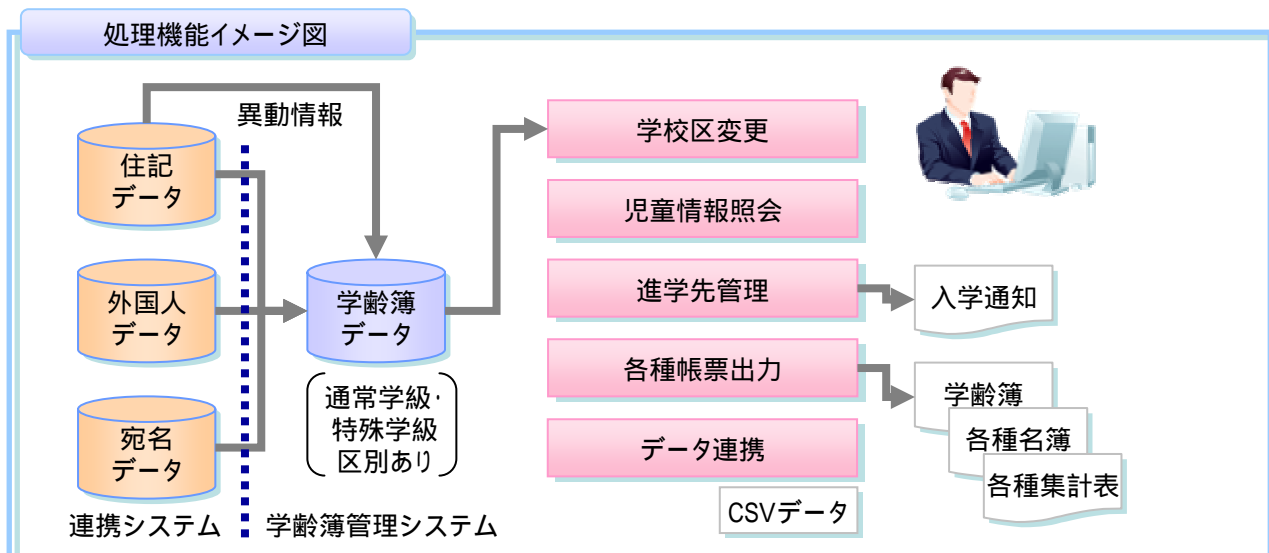 処理機能イメージ図
異動情報
住記
データ
外国人
データ
宛名
データ
学齢簿
データ
通常学級・
特殊学級
区別あり
連携システム
学齢簿管理システム
学校区変更
児童情報照会
進学先管理
各種帳票出力
データ連携
CSVデータ
入学通知
学齢簿
各種名簿
各種集計表